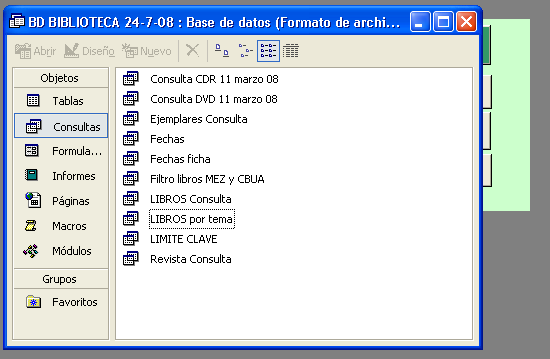 BD BIBLIOTECA 24-7-08 : Base de datos (Formato de archi...
Abrir Diseño Nuevo
Objetos
Tablas
Consultas
Formula...
Informes
Páginas
Macros
Módulos
Grupos
Favoritos
Consulta CDR 11 marzo 08
Consulta DVD 11 marzo 08
Ejemplares Consulta
Fechas
Fechas ficha
Filtro libros MEZ y CBUA
LIBROS Consulta
LIBROS por tema
LIMITE CLAVE
Revista Consulta